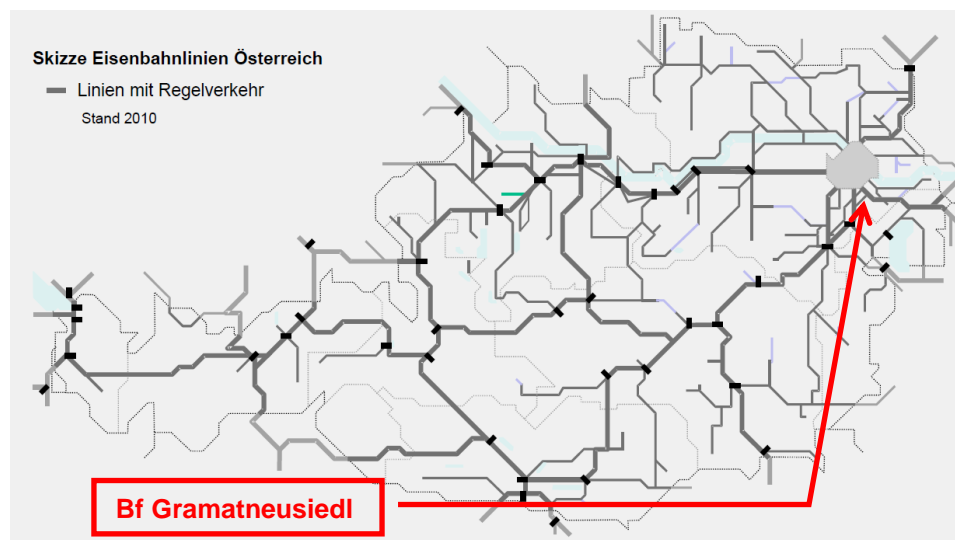 Skizze Eisenbahnlinien Österreich
Linien mit Regelverkehr
Stand 2010
Bf Gramatneusiedl